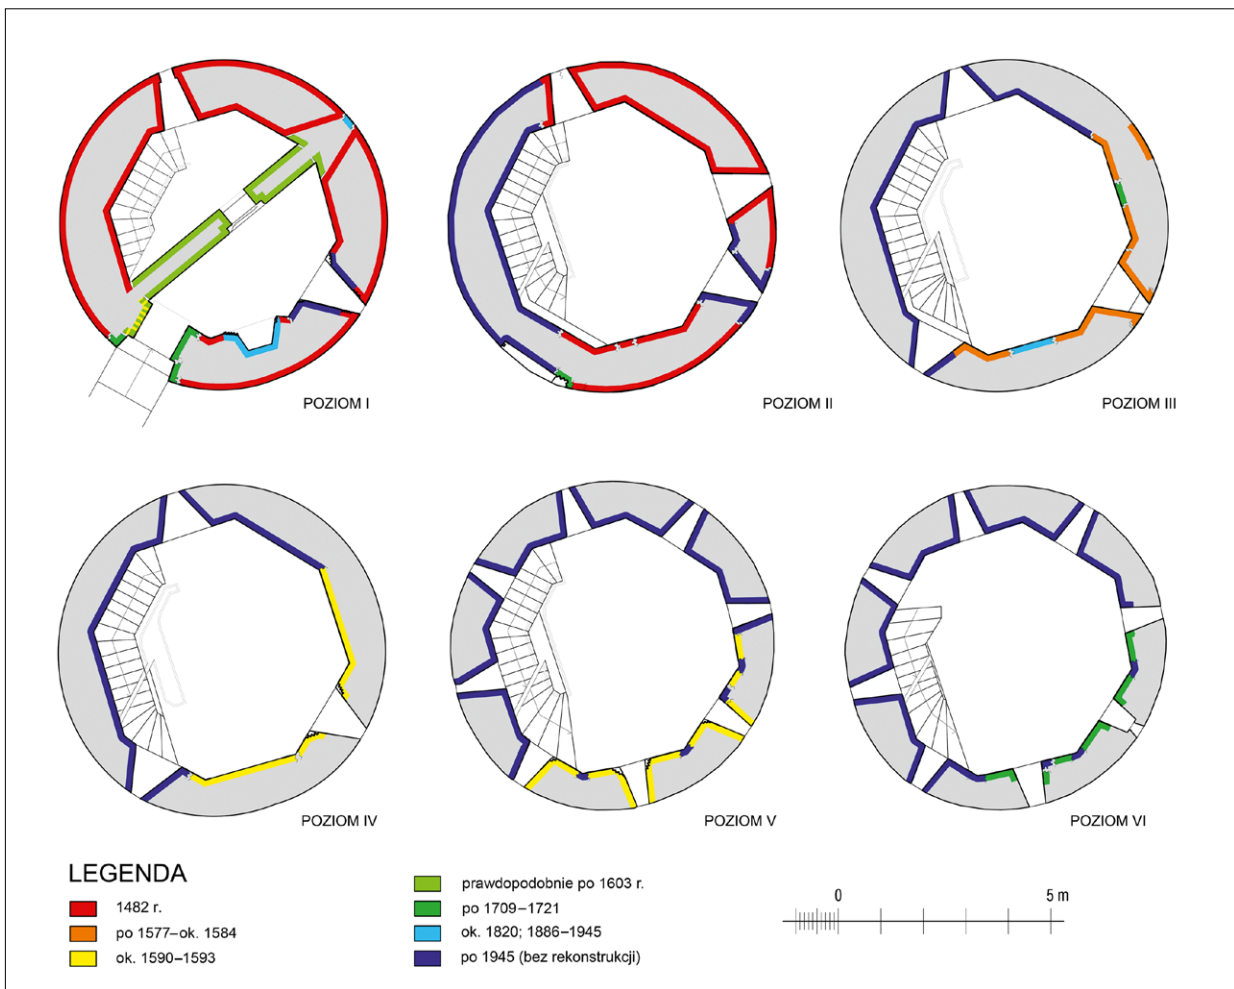 POZIOM I
POZIOM II
POZIOM III
POZIOM IV
POZIOM V
POZIOM VI
LEGENDA
1482 r.
po 1577–ok. 1584
ok. 1590–1593
prawdopodobnie po 1603 r.
po 1709–1721
ok. 1820; 1886–1945
po 1945 (bez rekonstrukcji)
0 5 m